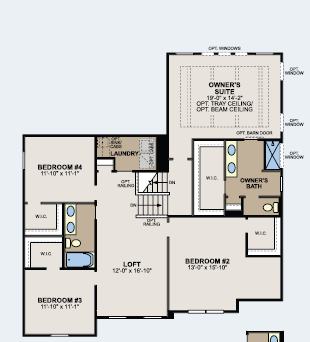 OPT. WINDOWS
OPT.
WINDOW
OWNER'S
SUITE
19'-0" x 14'-2"
OPT. TRAY CEILING/
OPT. BEAM CEILING
OPT.
WINDOW
OPT. BARN DOOR
LAUNDRY
OPT.
WINDOW
BEDROOM #4
11'-10" x 11'-1"
W.I.C.
OWNER'S
BATH
OPT.
RAILING
DN
DN
OPT.
RAILING
W.I.C.
W.I.C.
W.I.C.
LOFT
12'-0" x 16'-10"
BEDROOM #2
13'-0" x 15'-10"
BEDROOM #3
11'-10" x 11'-1"